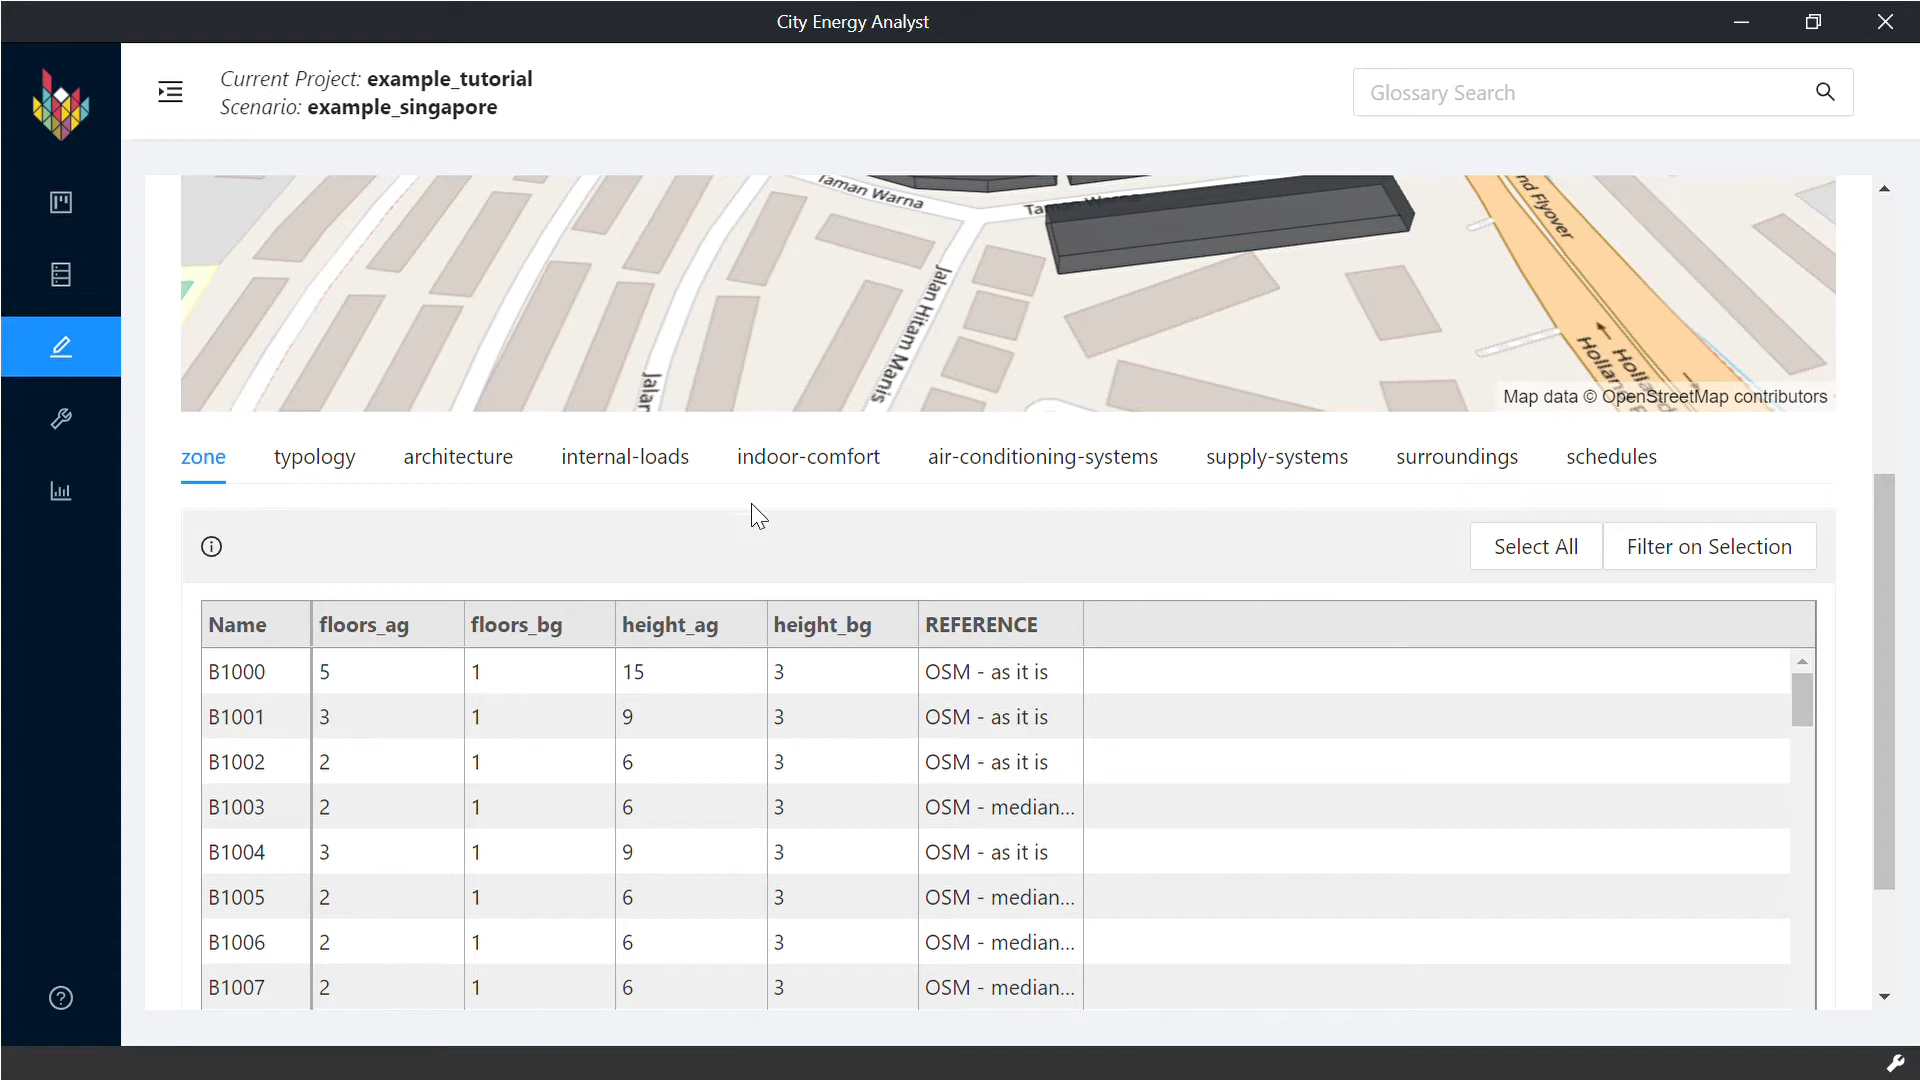 City Energy Analyst
Current Project: example_tutorial
Scenario: example_singapore
Glossary Search
Taman Warna
nd Flyover
Jalan Hitam Manis
Jalan
Map data © OpenStreetMap contributors
zone typology architecture internal-loads indoor-comfort air-conditioning-systems supply-systems surroundings schedules
Select All Filter on Selection
Name floors_ag floors_bg height_ag height_bg REFERENCE
B1000 5 1 15 3 OSM - as it is
B1001 3 1 9 3 OSM - as it is
B1002 2 1 6 3 OSM - as it is
B1003 2 1 6 3 OSM - median...
B1004 3 1 9 3 OSM - as it is
B1005 2 1 6 3 OSM - median...
B1006 2 1 6 3 OSM - median...
B1007 2 1 6 3 OSM - median...